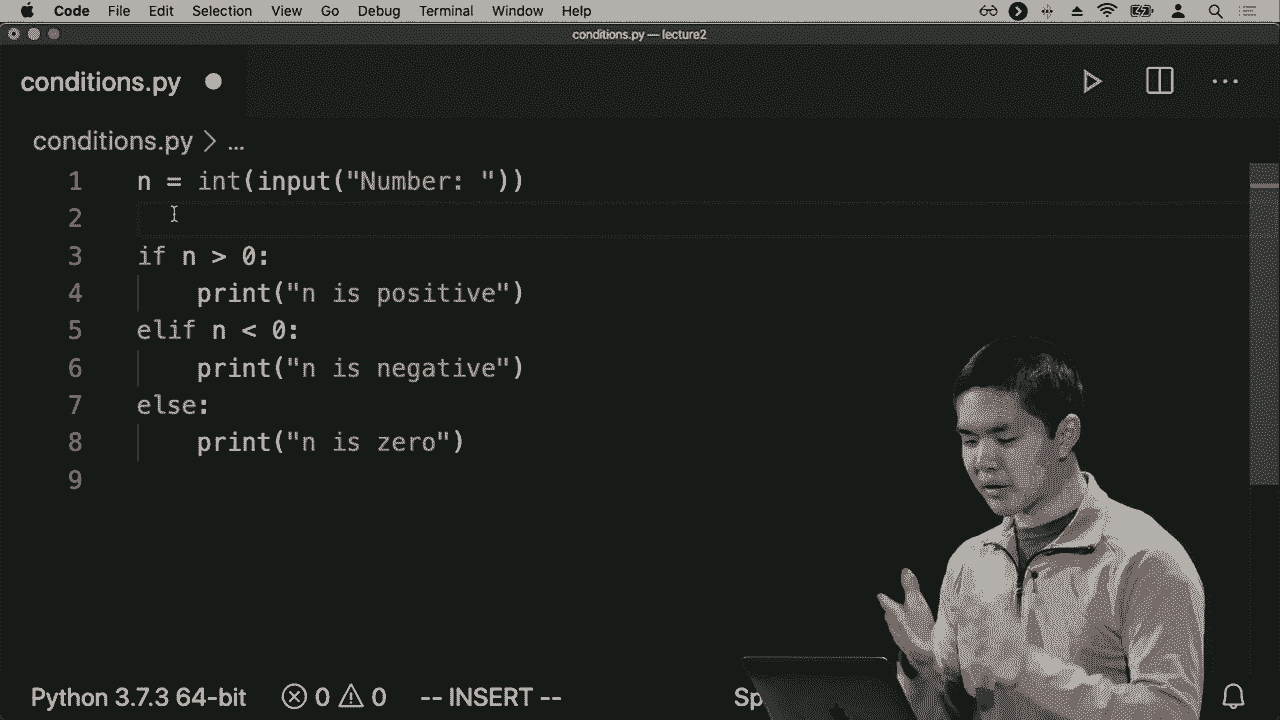 Code File Edit Selection View Go Debug Terminal Window Help
conditions.py — lecture2
conditions.py
conditions.py > ...
1 n = int(input("Number: "))
2
3 if n > 0:
4     print("n is positive")
5 elif n < 0:
6     print("n is negative")
7 else:
8     print("n is zero")
9
Python 3.7.3 64-bit 0 0 -- INSERT --